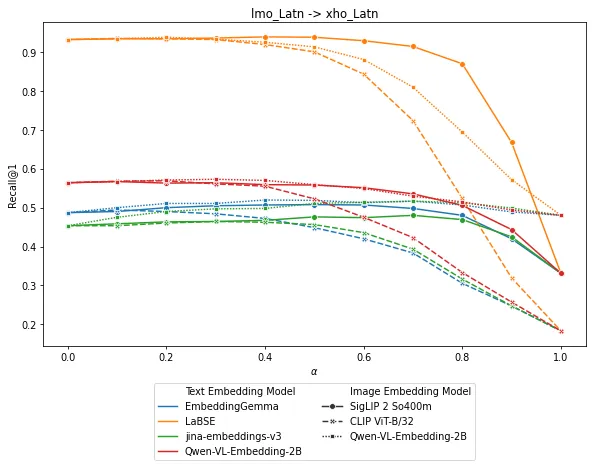 lmo_Latn -> xho_Latn
Recall@1
0.9
0.8
0.7
0.6
0.5
0.4
0.3
0.2
0.0 0.2 0.4 0.6 0.8 1.0
α
Text Embedding Model Image Embedding Model
EmbeddingGemma SigLIP 2 So400m
LaBSE CLIP ViT-B/32
jina-embeddings-v3 Qwen-VL-Embedding-2B
Qwen-VL-Embedding-2B